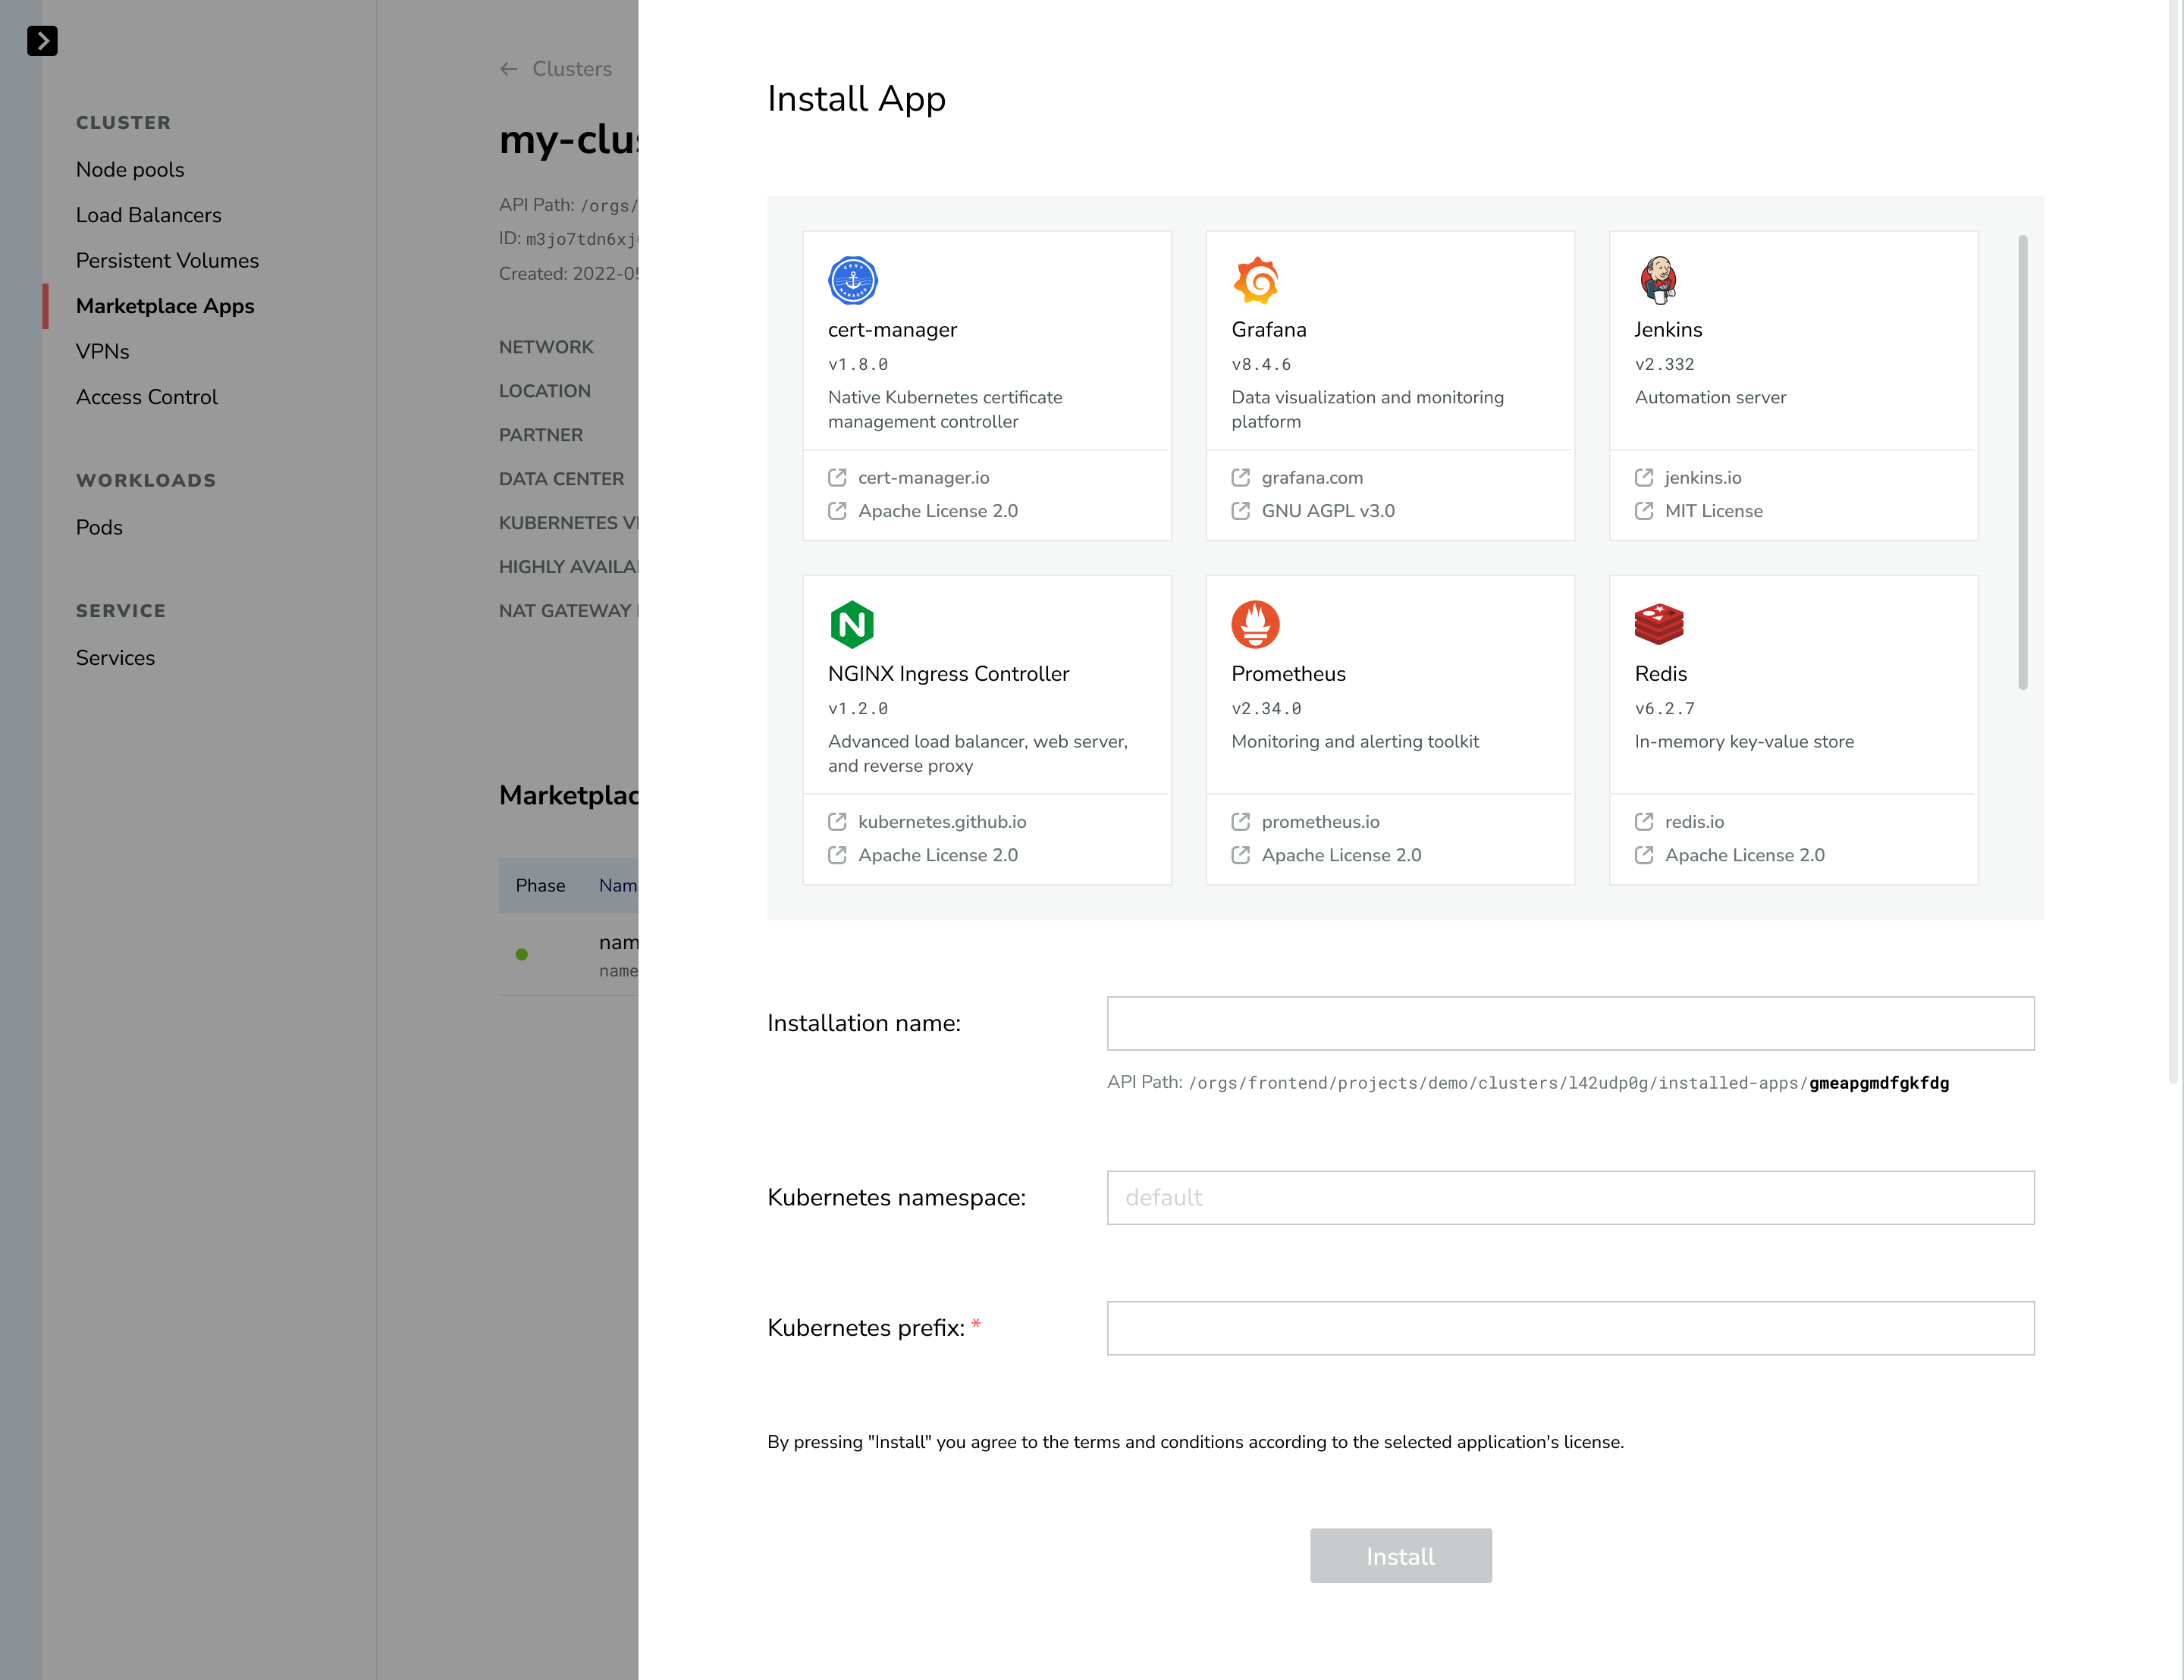 CLUSTER
Node pools
Load Balancers
Persistent Volumes
Marketplace Apps
VPNs
Access Control
WORKLOADS
Pods
SERVICE
Services
Clusters
my-clus
API Path: /orgs/
ID: m3jo7tdn6xj
Created: 2022-05
NETWORK
LOCATION
PARTNER
DATA CENTER
KUBERNETES VE
HIGHLY AVAILA
NAT GATEWAY
Marketplac
Phase Nam
nam
name
Install App
cert-manager
v1.8.0
Native Kubernetes certificate
management controller
cert-manager.io
Apache License 2.0
Grafana
v8.4.6
Data visualization and monitoring
platform
grafana.com
GNU AGPL v3.0
Jenkins
v2.332
Automation server
jenkins.io
MIT License
NGINX Ingress Controller
v1.2.0
Advanced load balancer, web server,
and reverse proxy
kubernetes.github.io
Apache License 2.0
Prometheus
v2.34.0
Monitoring and alerting toolkit
prometheus.io
Apache License 2.0
Redis
v6.2.7
In-memory key-value store
redis.io
Apache License 2.0
Installation name:
API Path: /orgs/frontend/projects/demo/clusters/l42udp0g/installed-apps/gmeapgmdfgkfdg
Kubernetes namespace:
default
Kubernetes prefix: *
By pressing "Install" you agree to the terms and conditions according to the selected application's license.
Install